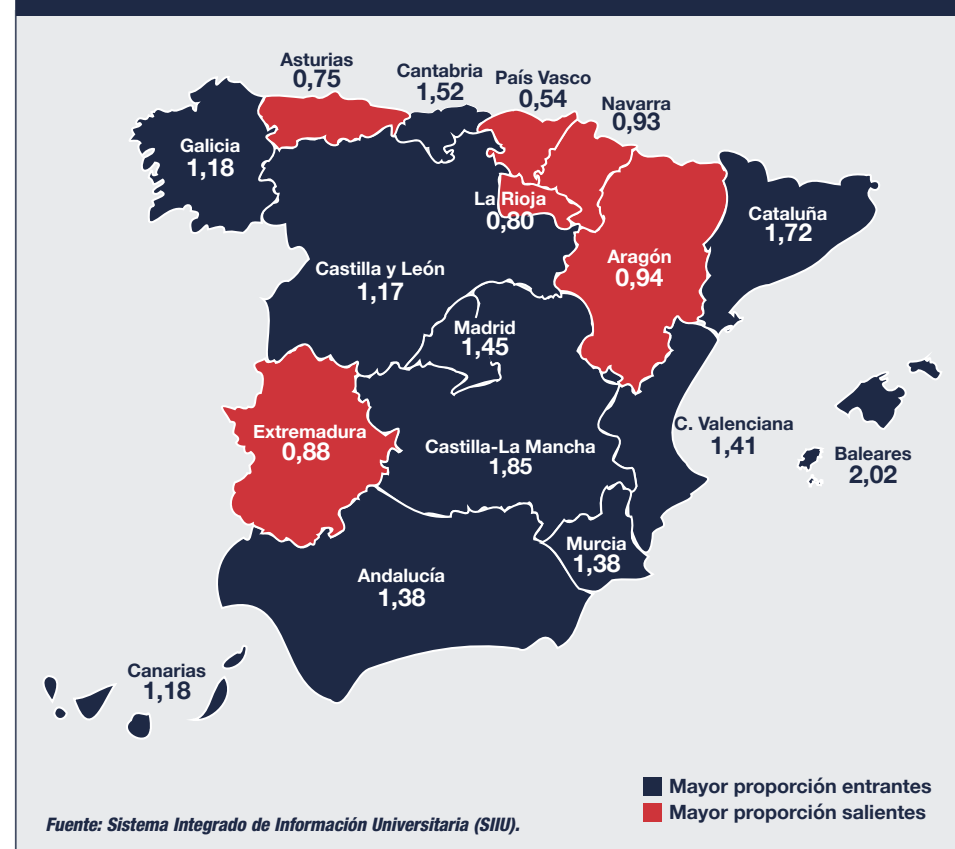 Asturias
0,75
Cantabria
1,52
País Vasco
0,54
Navarra
0,93
Galicia
1,18
La Rioja
0,80
Cataluña
1,72
Castilla y León
1,17
Aragón
0,94
Madrid
1,45
Extremadura
0,88
Castilla-La Mancha
1,85
C. Valenciana
1,41
Baleares
2,02
Murcia
1,38
Andalucía
1,38
Canarias
1,18
Mayor proporción entrantes
Mayor proporción salientes
Fuente: Sistema Integrado de Información Universitaria (SIIU).